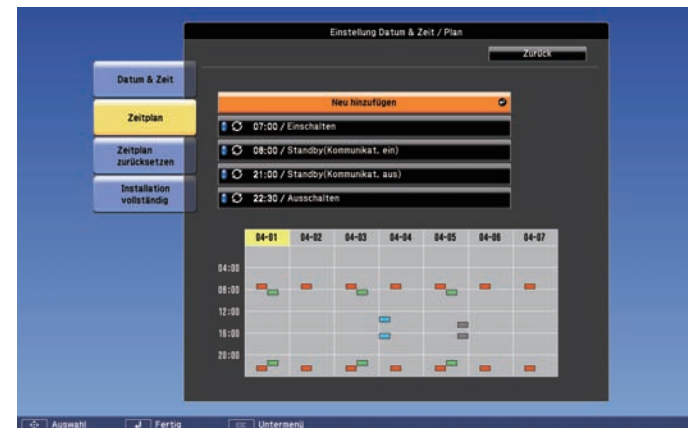 Einstellung Datum & Zeit / Plan
Zurück
Datum & Zeit
Zeitplan
Zeitplan
zurücksetzen
Installation
vollständig
Neu hinzufügen
07:00 / Einschalten
08:00 / Standby(Kommunikat. ein)
21:00 / Standby(Kommunikat. aus)
22:30 / Ausschalten
04-01 04-02 04-03 04-04 04-05 04-06 04-07
04:00
08:00
12:00
16:00
20:00
Auswahl Fertig Esc Untermenü